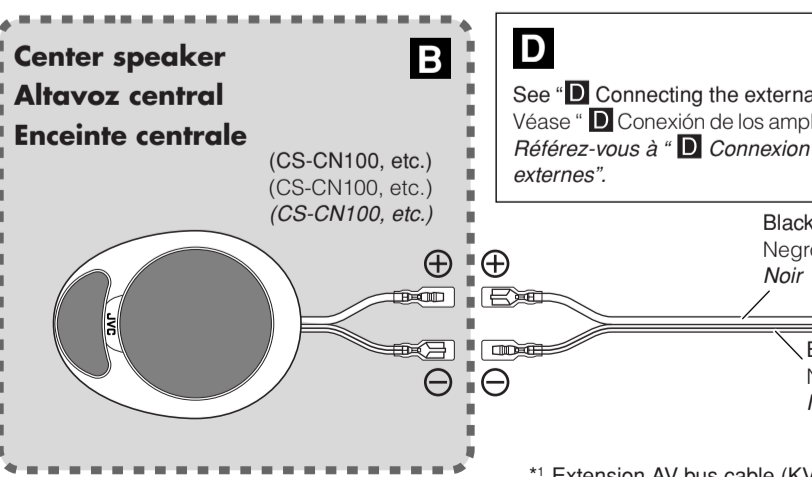 Center speaker
Altavoz central
Enceinte centrale
B
(CS-CN100, etc.)
(CS-CN100, etc.)
(CS-CN100, etc.)
JVC
⊕
⊖
D
See “D Connecting the externa
Véase “ D Conexión de los ampl
Référez-vous à “ D Connexion
externes”.
⊕
⊖
Black
Negro
Noir
*1 Extension AV bus cable (KV